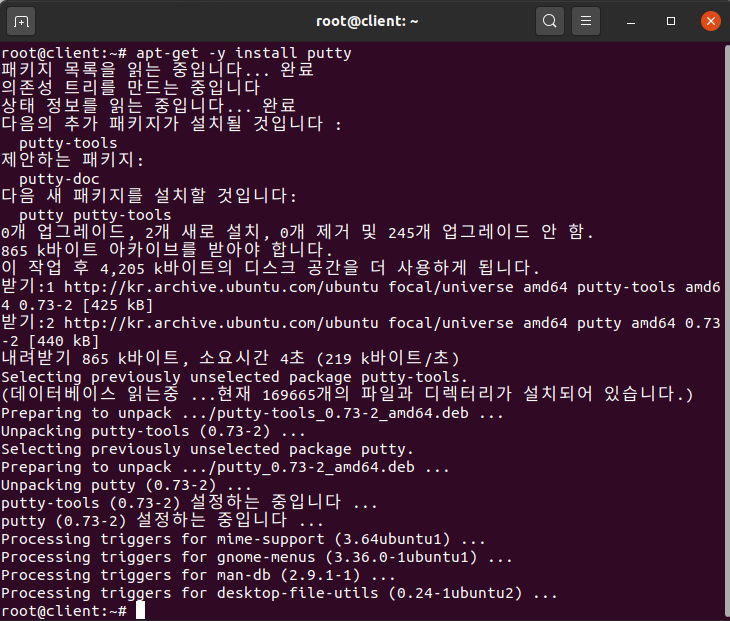 root@client: ~
root@client:~# apt-get -y install putty
패키지 목록을 읽는 중입니다... 완료
의존성 트리를 만드는 중입니다
상태 정보를 읽는 중입니다... 완료
다음의 추가 패키지가 설치될 것입니다 :
  putty-tools
제안하는 패키지:
  putty-doc
다음 새 패키지를 설치할 것입니다:
  putty putty-tools
0개 업그레이드, 2개 새로 설치, 0개 제거 및 245개 업그레이드 안 함.
865 k바이트 아카이브를 받아야 합니다.
이 작업 후 4,205 k바이트의 디스크 공간을 더 사용하게 됩니다.
받기:1 http://kr.archive.ubuntu.com/ubuntu focal/universe amd64 putty-tools amd6
4 0.73-2 [425 kB]
받기:2 http://kr.archive.ubuntu.com/ubuntu focal/universe amd64 putty amd64 0.73
-2 [440 kB]
내려받기 865 k바이트, 소요시간 4초 (219 k바이트/초)
Selecting previously unselected package putty-tools.
(데이터베이스 읽는중 ...현재 169665개의 파일과 디렉터리가 설치되어 있습니다.)
Preparing to unpack .../putty-tools_0.73-2_amd64.deb ...
Unpacking putty-tools (0.73-2) ...
Selecting previously unselected package putty.
Preparing to unpack .../putty_0.73-2_amd64.deb ...
Unpacking putty (0.73-2) ...
putty-tools (0.73-2) 설정하는 중입니다 ...
putty (0.73-2) 설정하는 중입니다 ...
Processing triggers for mime-support (3.64ubuntu1) ...
Processing triggers for gnome-menus (3.36.0-1ubuntu1) ...
Processing triggers for man-db (2.9.1-1) ...
Processing triggers for desktop-file-utils (0.24-1ubuntu2) ...
root@client:~#